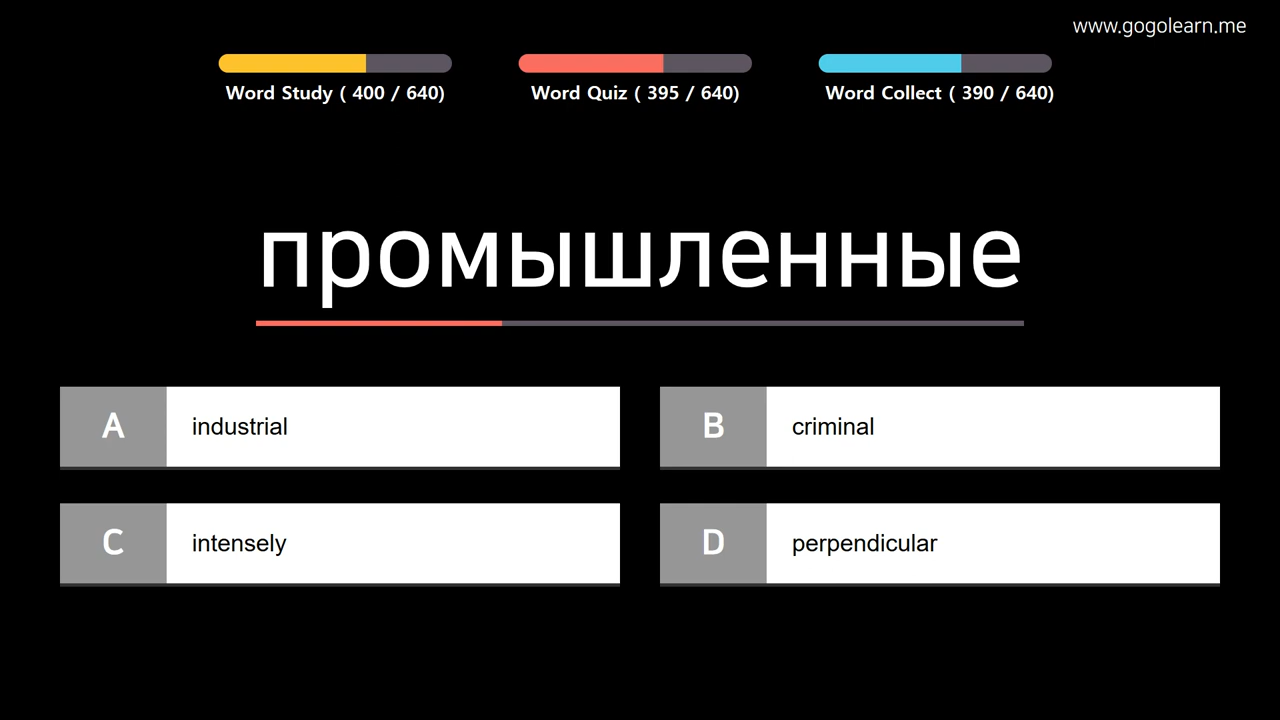 www.gogolearn.me
Word Study ( 400 / 640)
Word Quiz ( 395 / 640)
Word Collect ( 390 / 640)
промышленные
A industrial
B criminal
C intensely
D perpendicular